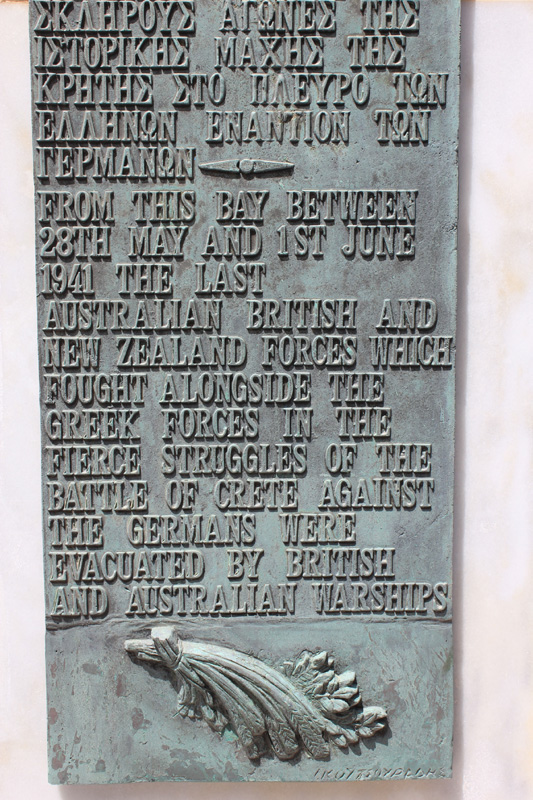 ΣΚΛΗΡΟΥΣ ΑΓΩΝΕΣ ΤΗΣ
ΙΣΤΟΡΙΚΗΣ ΜΑΧΗΣ ΤΗΣ
ΚΡΗΤΗΣ ΣΤΟ ΠΛΕΥΡΟ ΤΩΝ
ΕΛΛΗΝΩΝ ΕΝΑΝΤΙΟΝ ΤΩΝ
ΓΕΡΜΑΝΩΝ
FROM THIS BAY BETWEEN
28TH MAY AND 1ST JUNE
1941 THE LAST
AUSTRALIAN BRITISH AND
NEW ZEALAND FORCES WHICH
FOUGHT ALONGSIDE THE
GREEK FORCES IN THE
FIERCE STRUGGLES OF THE
BATTLE OF CRETE AGAINST
THE GERMANS WERE
EVACUATED BY BRITISH
AND AUSTRALIAN WARSHIPS